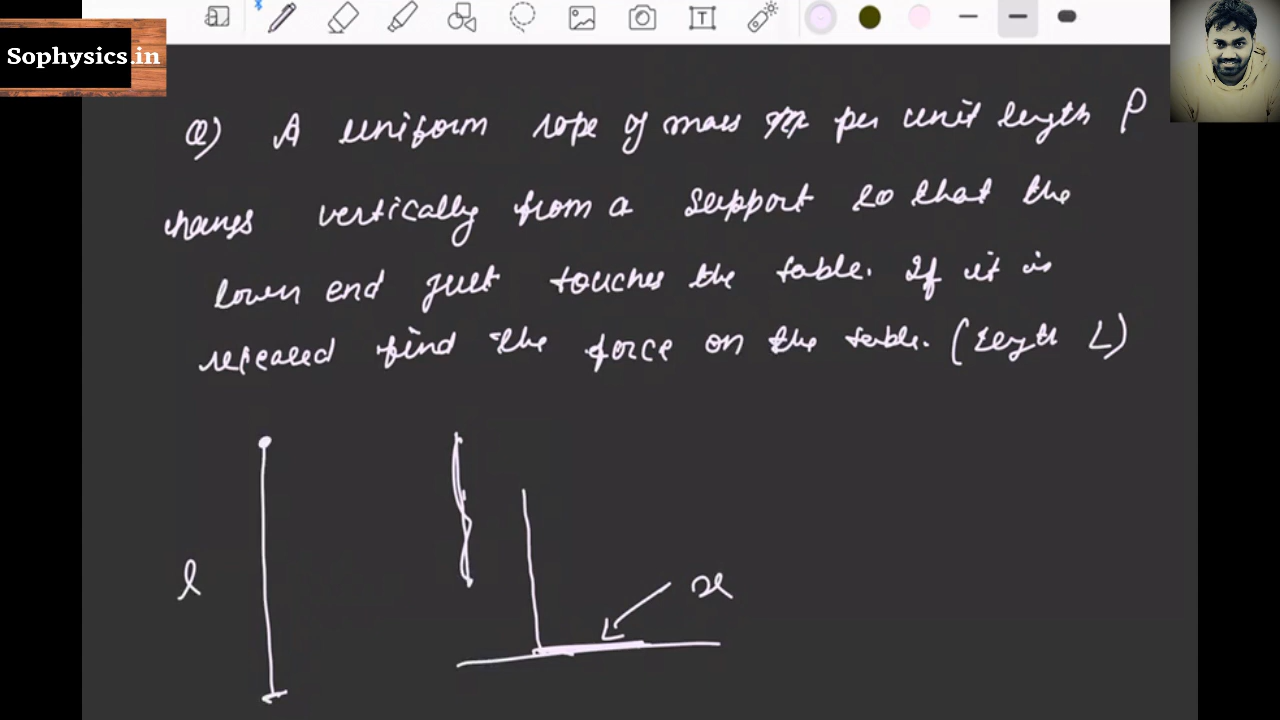 Sophysics.in
T
Q) A uniform rope of mass per unit length ρ
hangs vertically from a support so that the
lower end just touches the table. If it is
released find the force on the table. (Length L)
l
x